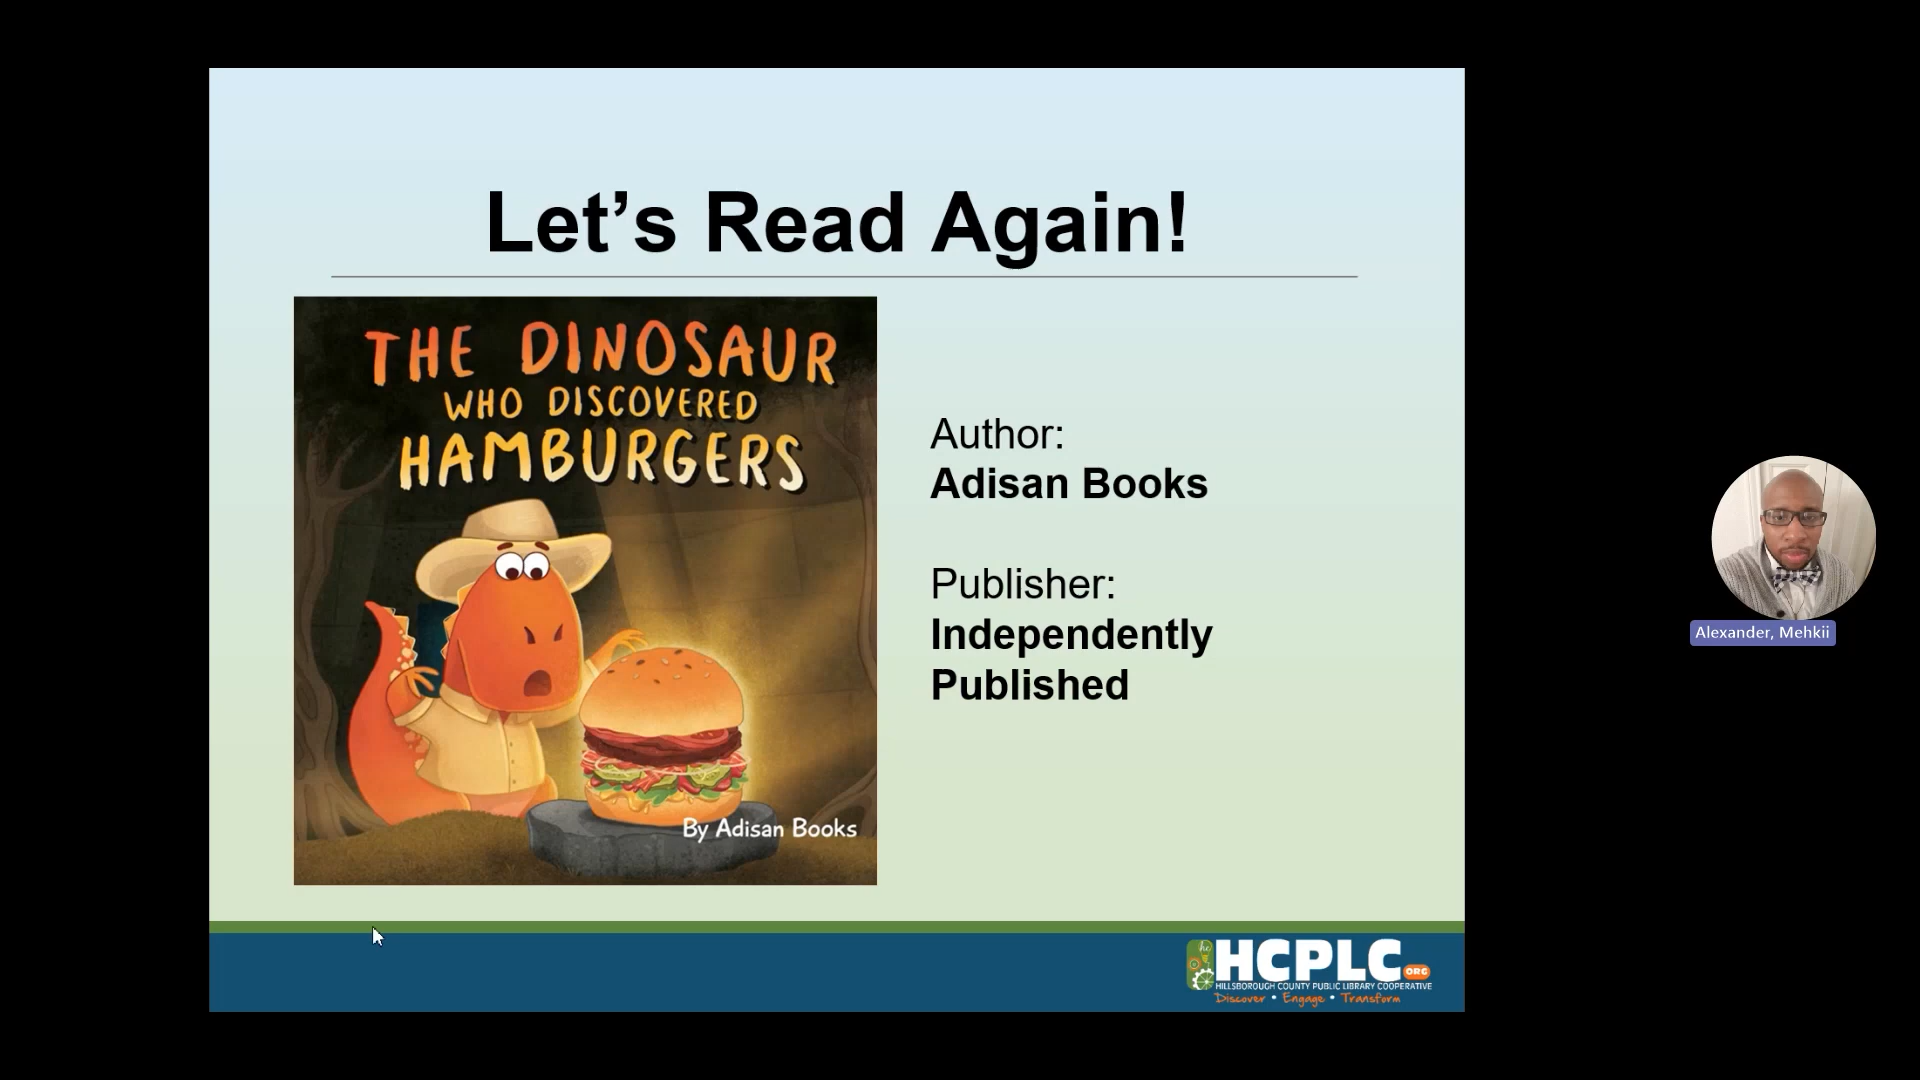 Let’s Read Again!
THE DINOSAUR
WHO DISCOVERED
HAMBURGERS
By Adisan Books
Author:
Adisan Books
Publisher:
Independently
Published
Alexander, Mehkii
hc
HCPLC ORG
HILLSBOROUGH COUNTY PUBLIC LIBRARY COOPERATIVE
Discover • Engage • Transform